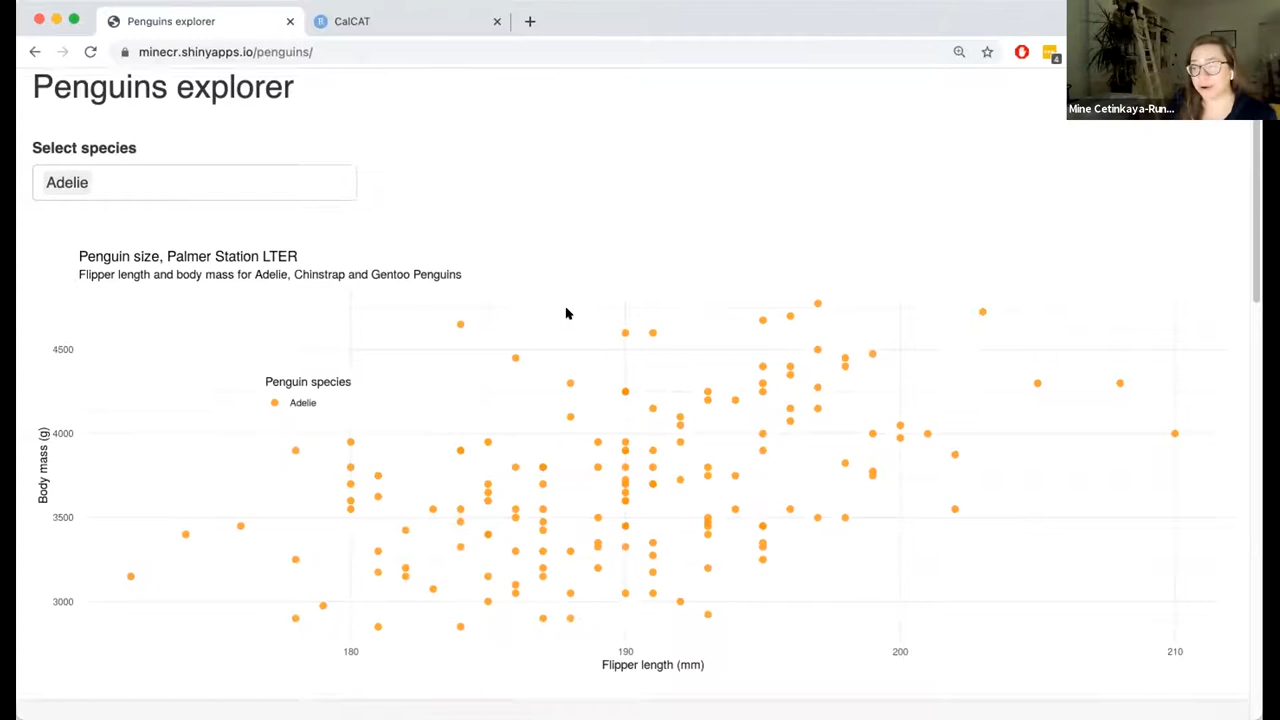 Penguins explorer
CalCAT
minecr.shinyapps.io/penguins/
4
Mine Cetinkaya-Run...
Penguins explorer
Select species
Adelie
Penguin size, Palmer Station LTER
Flipper length and body mass for Adelie, Chinstrap and Gentoo Penguins
4500
Penguin species
Adelie
4000
Body mass (g)
3500
3000
180
190
200
210
Flipper length (mm)